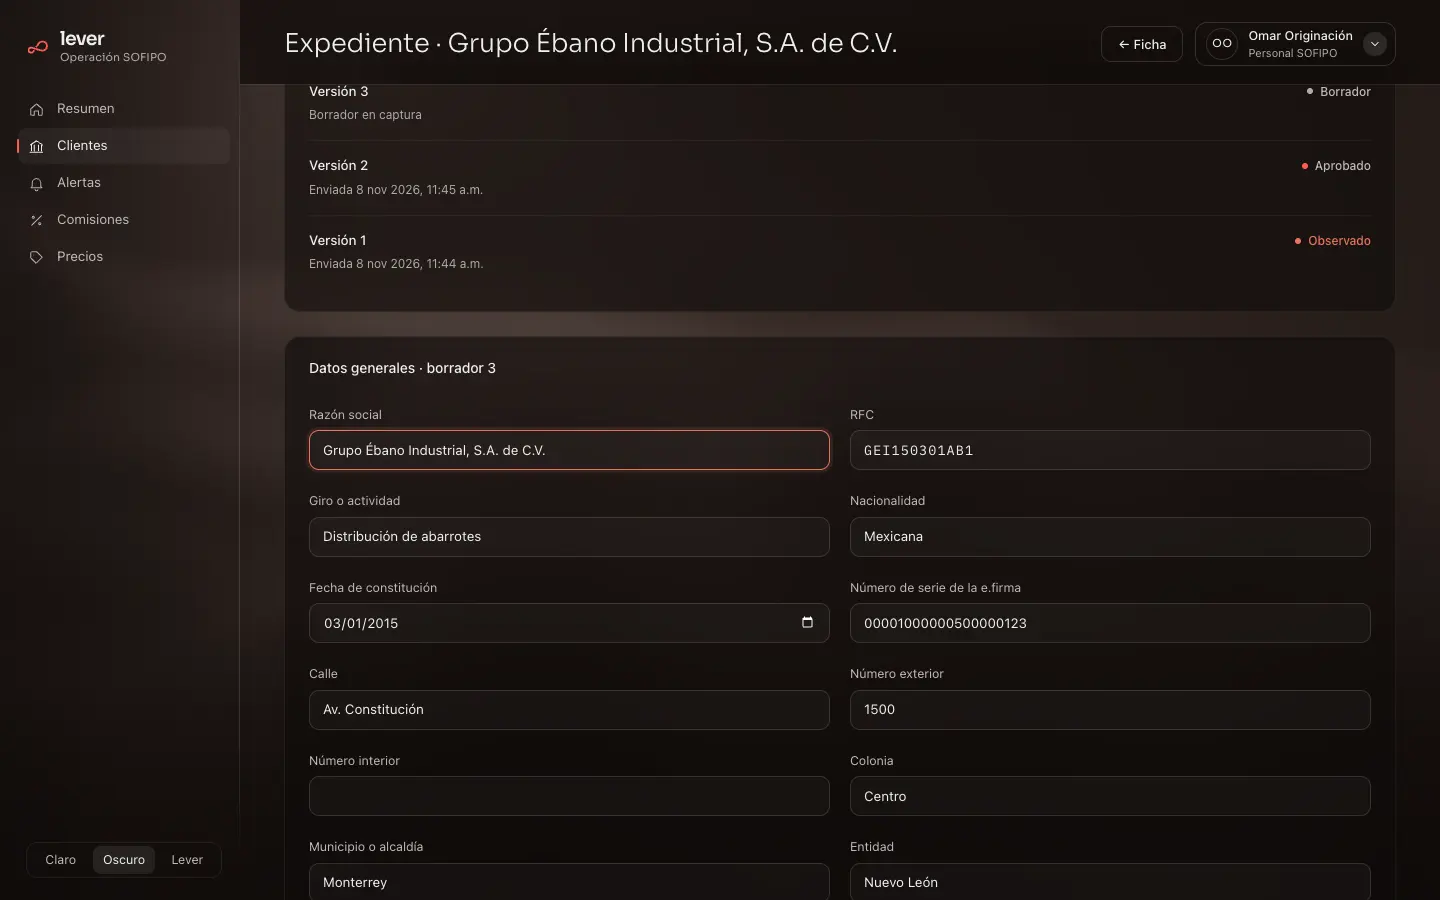 lever
Operación SOFIPO
Resumen
Clientes
Alertas
Comisiones
Precios
Claro
Oscuro
Lever
Expediente · Grupo Ébano Industrial, S.A. de C.V.
← Ficha
OO
Omar Originación
Personal SOFIPO
Versión 3
Borrador
Borrador en captura
Versión 2
Aprobado
Enviada 8 nov 2026, 11:45 a.m.
Versión 1
Observado
Enviada 8 nov 2026, 11:44 a.m.
Datos generales · borrador 3
Razón social
Grupo Ébano Industrial, S.A. de C.V.
RFC
GEI150301AB1
Giro o actividad
Distribución de abarrotes
Nacionalidad
Mexicana
Fecha de constitución
03/01/2015
Número de serie de la e.firma
00001000000500000123
Calle
Av. Constitución
Número exterior
1500
Número interior
Colonia
Centro
Municipio o alcaldía
Monterrey
Entidad
Nuevo León